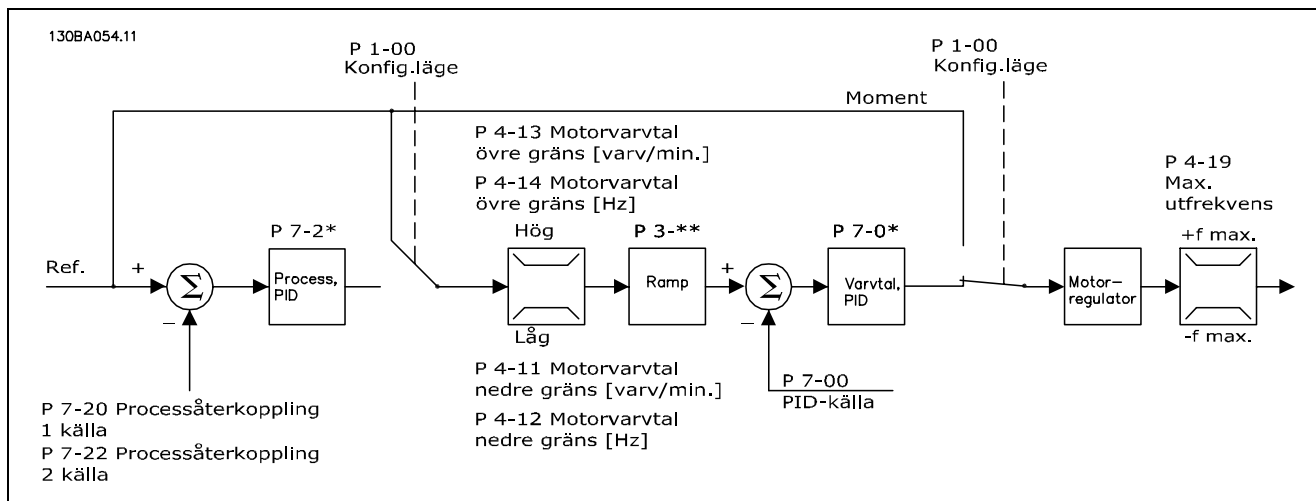 130BA054.11
P 1-00
Konfig.läge
P 1-00
Konfig.läge
Moment
P 4-13 Motorvarvtal
övre gräns [varv/min.]
P 4-14 Motorvarvtal
övre gräns [Hz]
P 4-19
Max.
utfrekvens
P 7-2*
Hög
P 3-**
P 7-0*
+f max.
Ref.
+
Σ
Process,
PID
Ramp
+
Σ
Varvtal,
PID
Motor-
regulator
−
Låg
−
-f max.
P 4-11 Motorvarvtal
nedre gräns [varv/min.]
P 4-12 Motorvarvtal
nedre gräns [Hz]
P 7-00
PID-källa
P 7-20 Processåterkoppling
1 källa
P 7-22 Processåterkoppling
2 källa